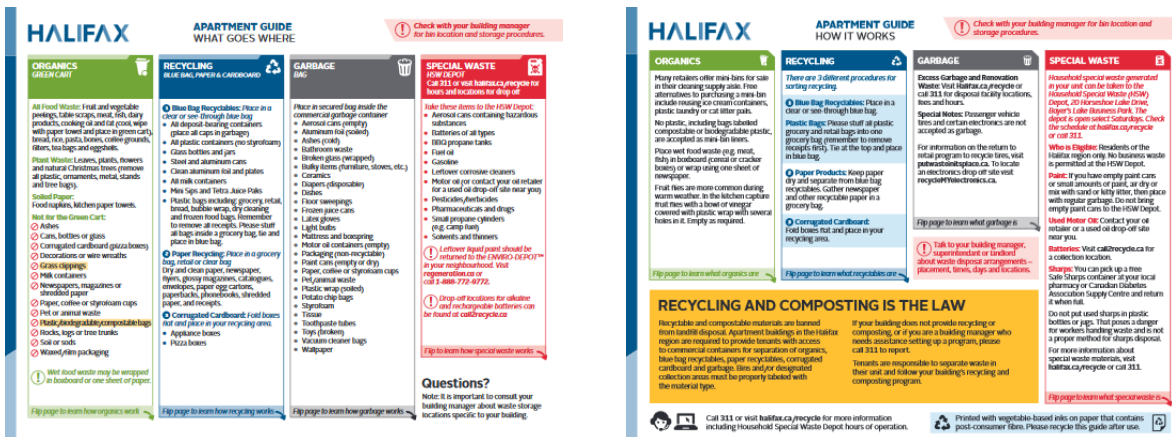 HALIFAX
APARTMENT GUIDE
WHAT GOES WHERE
Check with your building manager
for bin location and storage procedures.
ORGANICS
GREEN CART
All Food Waste: Fruit and vegetable
peelings, table scraps, meat, fish, dairy
products, cooking oil and fat (cool, wipe
with paper towel and place in green cart),
bread, rice, pasta, bones, coffee grounds,
filters, tea bags and eggshells.
Plant Waste: Leaves, plants, flowers
and natural Christmas trees (remove
all plastic, ornaments, metal, stands
and tree bags).
Soiled Paper:
Food napkins, kitchen paper towels.
Not for the Green Cart:
Ashes
Cans, bottles or glass
Corrugated cardboard (pizza boxes)
Decorations or wire wreaths
Grass clippings
Milk containers
Newspapers, magazines or
shredded paper
Paper, coffee or styrofoam cups
Pet or animal waste
Plastic/biodegradable/compostable bags
Rocks, logs or tree trunks
Soil or sods
Waxed/film packaging
Wet food waste may be wrapped
in boxboard or one sheet of paper.
Flip to page to learn how organics work
RECYCLING
BLUE BAG, PAPER & CARDBOARD
1 Blue Bag Recyclables: Place in a
clear or see-through blue bag
All deposit-bearing containers
(place all caps in garbage)
All plastic containers (no styrofoam)
Glass bottles and jars
Steel and aluminum cans
Clean aluminum foil and plates
All milk containers
Mini Sips and Tetra Juice Paks
Plastic bags including: grocery, retail,
bread, bubble-wrap, dry cleaning
and frozen food bags. Remember
to remove all receipts. Please stuff
all bags inside a grocery bag, tie and
place in blue bag.
2 Paper Recycling: Place in a grocery
bag, retail or clear bag
Dry and clean paper, newspaper,
flyers, glossy magazines, catalogues,
envelopes, paper egg cartons,
paperbacks, phonebooks, shredded
paper, and receipts.
3 Corrugated Cardboard: Fold boxes
flat and place in your recycling area.
Appliance boxes
Pizza boxes
Flip page to learn how recycling works
GARBAGE
BAG
Place in secured bag inside the
commercial garbage container
Aerosol cans (empty)
Aluminum foil (soiled)
Ashes (cold)
Bathroom waste
Broken glass (wrapped)
Bulky items (furniture, stoves, etc.)
Ceramics
Diapers (disposable)
Dishes
Floor sweepings
Frozen juice cans
Latex gloves
Light bulbs
Mattress and boxspring
Motor oil containers (empty)
Packaging (non-recyclable)
Paint cans (empty or dry)
Paper, coffee or styrofoam cups
Pet/animal waste
Plastic wrap (soiled)
Potato chip bags
Styrofoam
Tissue
Toothpaste tubes
Toys (broken)
Vacuum cleaner bags
Wallpaper
Flip page to learn how garbage works
SPECIAL WASTE
HSW DEPOT
Call 311 or visit halifax.ca/recycle for
hours and locations for drop off
Take these items to the HSW Depot:
Aerosol cans containing hazardous
substances
Batteries of all types
BBQ propane tanks
Fuel oil
Gasoline
Leftover corrosive cleaners
Motor oil (or contact your oil retailer
for a used oil drop-off site near you)
Pesticides/herbicides
Pharmaceuticals and drugs
Small propane cylinders
(e.g. camp fuel)
Solvents and thinners
Leftover liquid paint should be
returned to the ENVIRO-DEPOT™
in your neighbourhood. Visit
regeneration.ca or
call 1-888-772-9772.
Drop-off locations for alkaline
and rechargeable batteries can
be found at call2recycle.ca
Flip to learn how special waste works
Questions?
Note: It is important to consult your
building manager about waste storage
locations specific to your building.
HALIFAX
APARTMENT GUIDE
HOW IT WORKS
Check with your building manager for bin location and
storage procedures.
ORGANICS
Many retailers offer mini-bins for sale
in their cleaning supply aisle. Free
alternatives to purchasing a mini-bin
include reusing ice cream containers,
plastic laundry or cat litter pails.
No plastic, including bags labelled
compostable or biodegradable plastic,
are accepted as mini-bin liners.
Place wet food waste (e.g. meat,
fish) in boxboard (cereal or cracker
boxes) or wrap using one sheet of
newspaper.
Fruit flies are more common during
warm weather. In the kitchen capture
fruit flies with a bowl or vinegar
covered with plastic wrap with several
holes in it. Empty as required.
Flip page to learn what organics are
RECYCLING
There are 3 different procedures for
sorting recycling.
1 Blue Bag Recyclables: Place in a
clear or see-through blue bag.
Plastic Bags: Please stuff all plastic
grocery and retail bags into one
grocery bag (remember to remove
receipts first). Tie at the top and place
in blue bag.
2 Paper Products: Keep paper
dry and separate from blue bag
recyclables. Gather newspaper
and other recyclable paper in a
grocery bag.
3 Corrugated Cardboard:
Fold boxes flat and place in your
recycling area.
Flip page to learn what recyclables are
GARBAGE
Excess Garbage and Renovation
Waste: Visit Halifax.ca/recycle or
call 311 for disposal facility locations,
fees and hours.
Special Notes: Passenger vehicle
tires and certain electronics are not
accepted as garbage.
For information on the return to
retail program to recycle tires, visit
putwasteinitsplace.ca. To locate
an electronics drop off site visit
recycleMYelectronics.ca.
Flip page to learn what garbage is
Talk to your building manager,
superintendant or landlord
about waste disposal arrangements –
placement, times, days and locations.
SPECIAL WASTE
Household special waste generated
in your unit can be taken to the
Household Special Waste (HSW)
Depot, 20 Horseshoe Lake Drive,
Bayer's Lake Business Park. The
depot is open select Saturdays. Check
the schedule at halifax.ca/recycle
or call 311.
Who is Eligible: Residents of the
Halifax region only. No business waste
is permitted at the HSW Depot.
Paint: If you have empty paint cans
or small amounts of paint, air dry or
mix with sand or kitty litter, then place
with regular garbage. Do not bring
empty paint cans to the HSW Depot.
Used Motor Oil: Contact your oil
retailer or a used oil drop-off site
near you.
Batteries: Visit call2recycle.ca for
a collection location.
Sharps: You can pick up a free
Safe Sharps container at your local
pharmacy or Canadian Diabetes
Association Supply Centre and return
it when full.
Do not put used sharps in plastic
bottles or jugs. That poses a danger
for workers handling waste and is not
a proper method for sharps disposal.
For more information about
special waste materials, visit
halifax.ca/recycle or call 311.
Flip page to learn what special waste is
RECYCLING AND COMPOSTING IS THE LAW
Recyclable and compostable materials are banned
from landfill disposal. Apartment buildings in the Halifax
region are required to provide tenants with access
to commercial containers for separation of organics,
blue bag recyclables, paper recyclables, corrugated
cardboard and garbage. Bins and/or designated
collection areas must be properly labeled with
the material type.
If your building does not provide recycling or
composting, or if you are a building manager who
needs assistance setting up a program, please
call 311 to report.
Tenants are responsible to separate waste in
their unit and follow your building's recycling and
composting program.
Call 311 or visit halifax.ca/recycle for more information
including Household Special Waste Depot hours of operation.
Printed with vegetable-based inks on paper that contains
post-consumer fibre. Please recycle this guide after use.